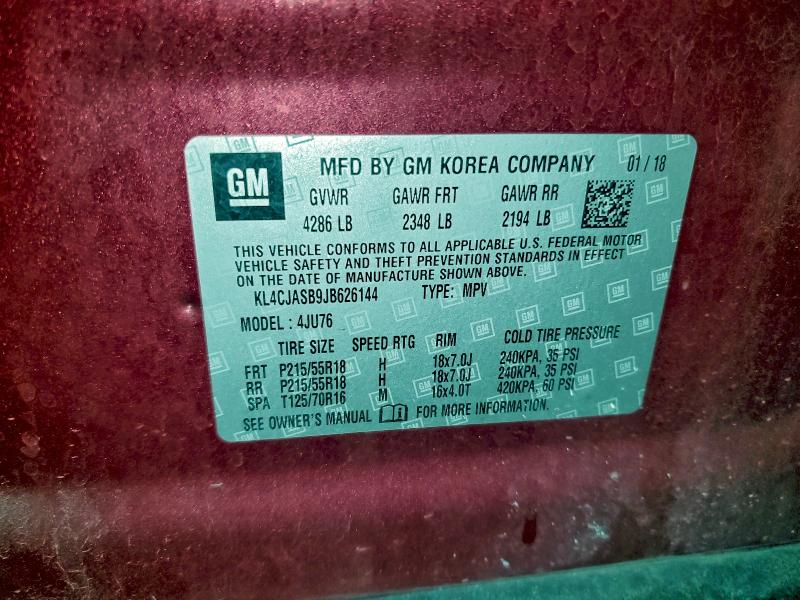 GM MFD BY GM KOREA COMPANY 01/18
GVWR GAWR FRT GAWR RR
4286 LB 2348 LB 2194 LB
THIS VEHICLE CONFORMS TO ALL APPLICABLE U.S. FEDERAL MOTOR
VEHICLE SAFETY AND THEFT PREVENTION STANDARDS IN EFFECT
ON THE DATE OF MANUFACTURE SHOWN ABOVE.
KL4CJASB9JB626144 TYPE: MPV
MODEL : 4JU76
TIRE SIZE SPEED RTG RIM COLD TIRE PRESSURE
FRT P215/55R18 H 18x7.0J 240KPA, 35 PSI
RR P215/55R18 H 18x7.0J 240KPA, 35 PSI
SPA T125/70R16 M 16x4.0T 420KPA, 60 PSI
SEE OWNER'S MANUAL FOR MORE INFORMATION.